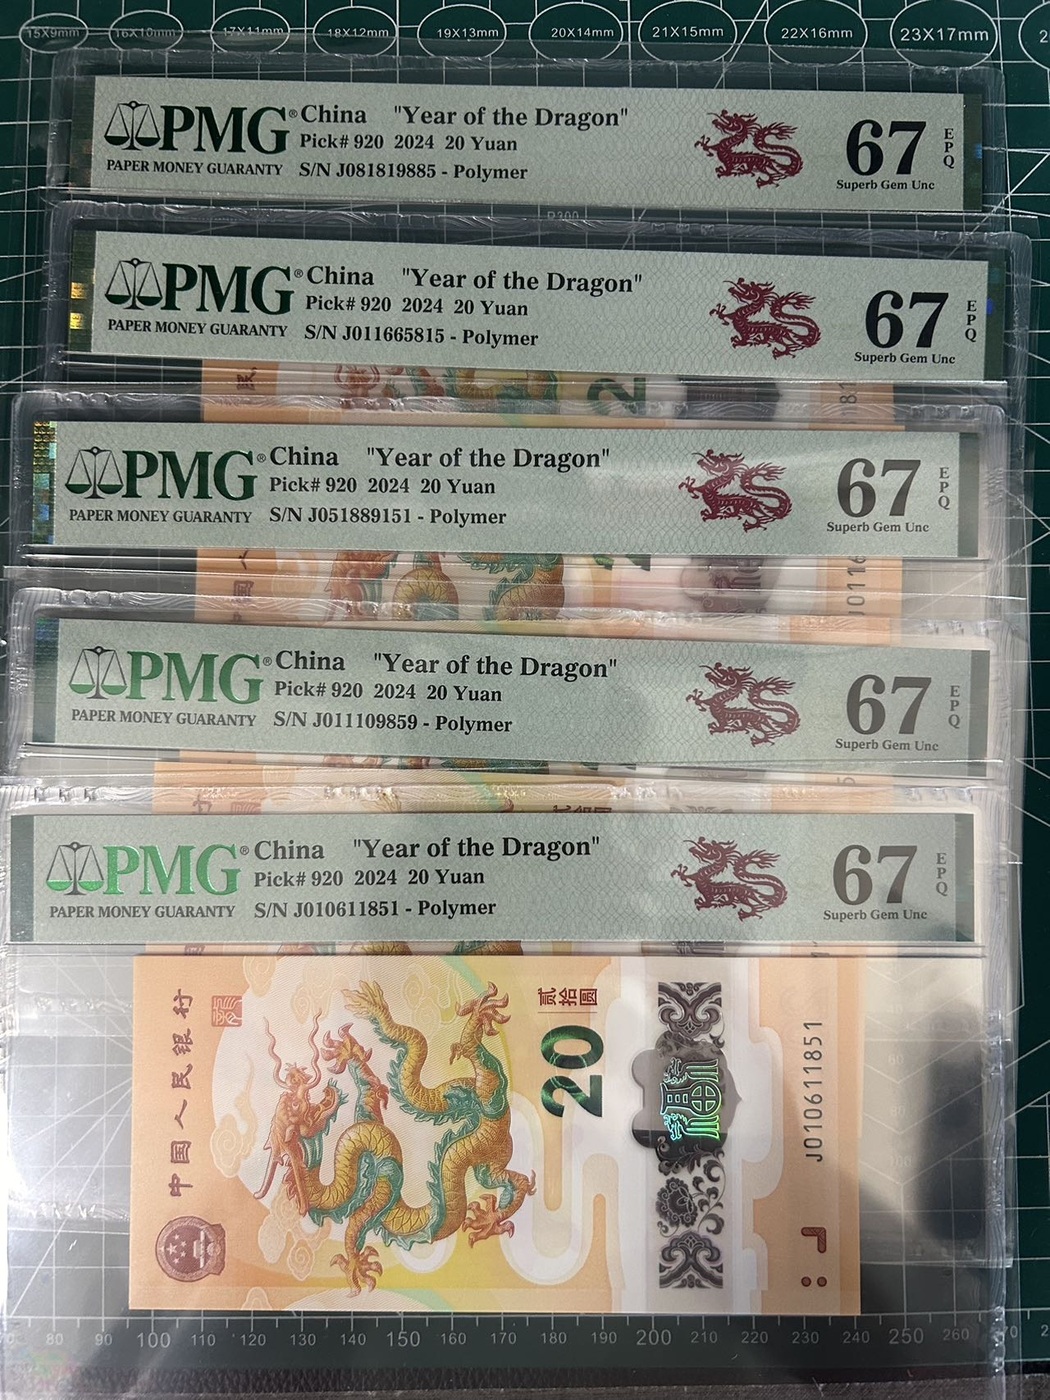 15X9mm 16X10mm 17X11mm 18X12mm 19X13mm 20X14mm 21X15mm 22X16mm 23X17mm
PMG® China "Year of the Dragon"
Pick# 920 2024 20 Yuan
PAPER MONEY GUARANTY S/N J081819885 - Polymer
67 EPQ
Superb Gem Unc
PMG® China "Year of the Dragon"
Pick# 920 2024 20 Yuan
PAPER MONEY GUARANTY S/N J011665815 - Polymer
67 EPQ
Superb Gem Unc
PMG® China "Year of the Dragon"
Pick# 920 2024 20 Yuan
PAPER MONEY GUARANTY S/N J051889151 - Polymer
67 EPQ
Superb Gem Unc
PMG® China "Year of the Dragon"
Pick# 920 2024 20 Yuan
PAPER MONEY GUARANTY S/N J011109859 - Polymer
67 EPQ
Superb Gem Unc
PMG® China "Year of the Dragon"
Pick# 920 2024 20 Yuan
PAPER MONEY GUARANTY S/N J010611851 - Polymer
67 EPQ
Superb Gem Unc
中国人民银行
贰拾圆
20
J010611851
80 90 100 110 120 130 140 150 160 170 180 190 200 210 220 230 240 250 260